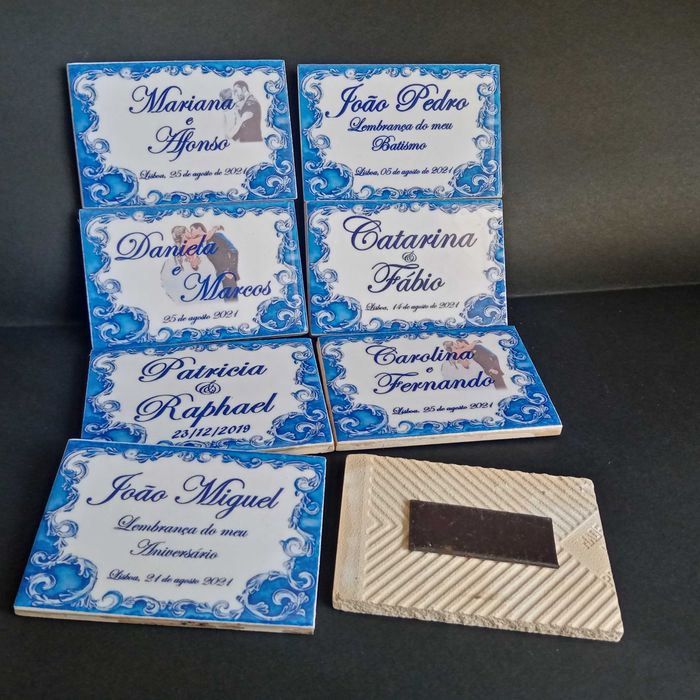 Mariana
e
Afonso
Lisboa, 25 de agosto de 2021
João Pedro
Lembrança do meu
Batismo
Lisboa, 05 de agosto de 2021
Daniela
e
Marcos
25 de agosto de 2021
Catarina
&
Fábio
Lisboa, 14 de agosto de 2021
Patricia
&
Raphael
23/12/2019
Carolina
e
Fernando
Lisboa, 25 de agosto 2021
João Miguel
Lembrança do meu
Aniversário
Lisboa, 21 de agosto 2021